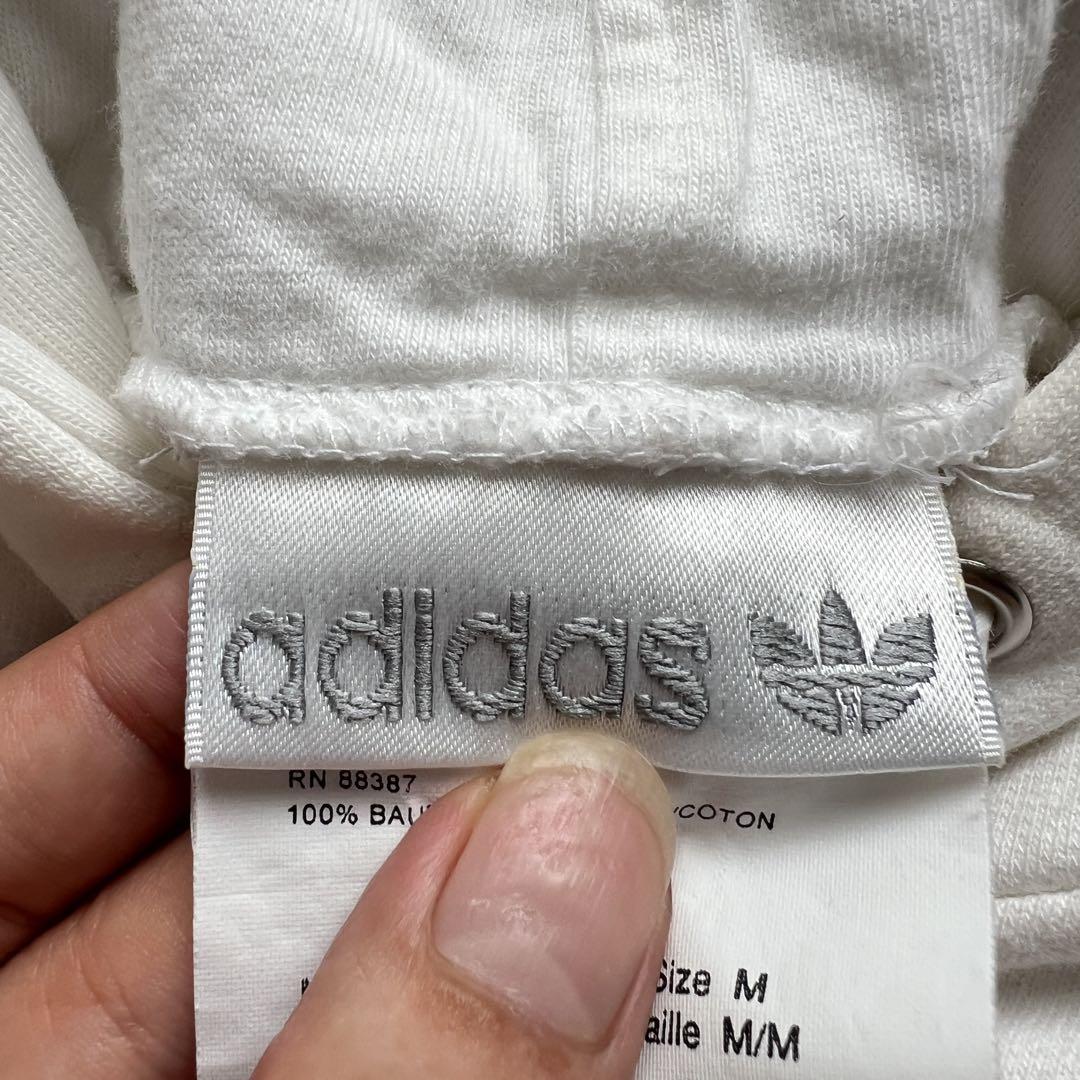 adidas
RN 88387
100% BAU COTON
Size M
aille M/M